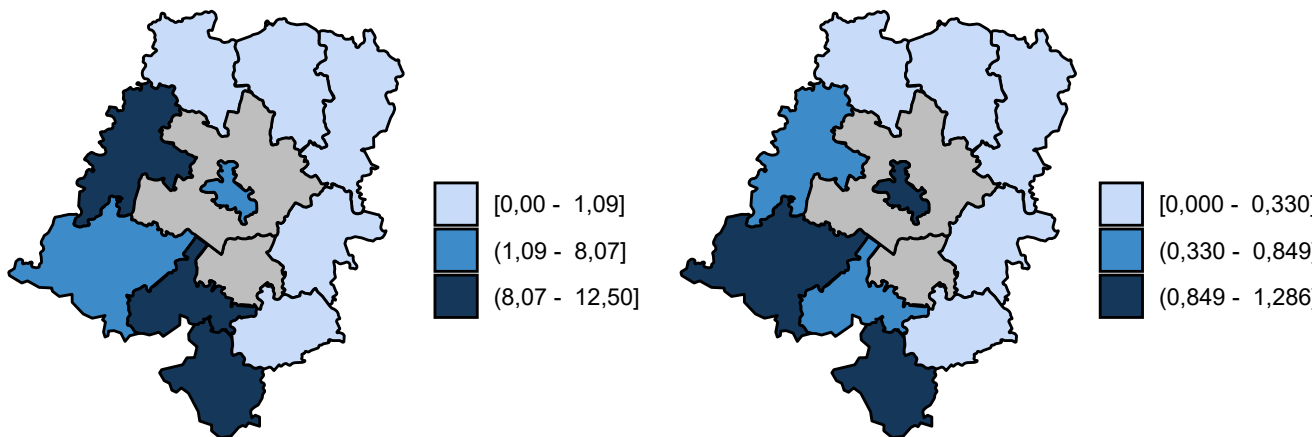 [0,00 -  1,09]
(1,09 -  8,07]
(8,07 -  12,50]
[0,000 -  0,330]
(0,330 -  0,849]
(0,849 -  1,286]